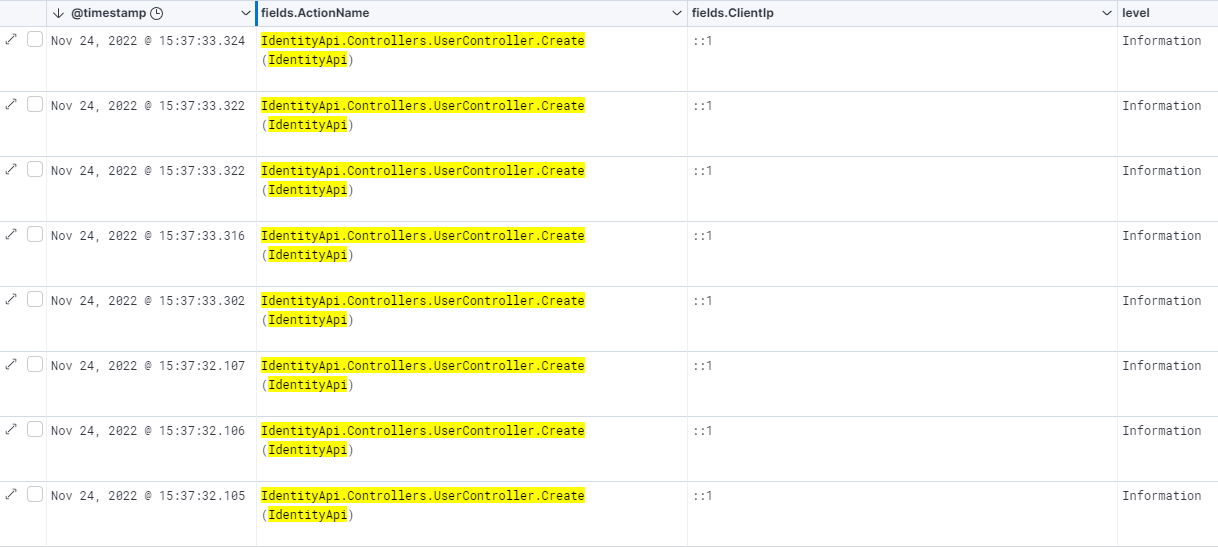 @timestamp fields.ActionName fields.ClientIp level
Nov 24, 2022 @ 15:37:33.324 IdentityApi.Controllers.UserController.Create ::1 Information
(IdentityApi)
Nov 24, 2022 @ 15:37:33.322 IdentityApi.Controllers.UserController.Create ::1 Information
(IdentityApi)
Nov 24, 2022 @ 15:37:33.322 IdentityApi.Controllers.UserController.Create ::1 Information
(IdentityApi)
Nov 24, 2022 @ 15:37:33.316 IdentityApi.Controllers.UserController.Create ::1 Information
(IdentityApi)
Nov 24, 2022 @ 15:37:33.302 IdentityApi.Controllers.UserController.Create ::1 Information
(IdentityApi)
Nov 24, 2022 @ 15:37:32.107 IdentityApi.Controllers.UserController.Create ::1 Information
(IdentityApi)
Nov 24, 2022 @ 15:37:32.106 IdentityApi.Controllers.UserController.Create ::1 Information
(IdentityApi)
Nov 24, 2022 @ 15:37:32.105 IdentityApi.Controllers.UserController.Create ::1 Information
(IdentityApi)